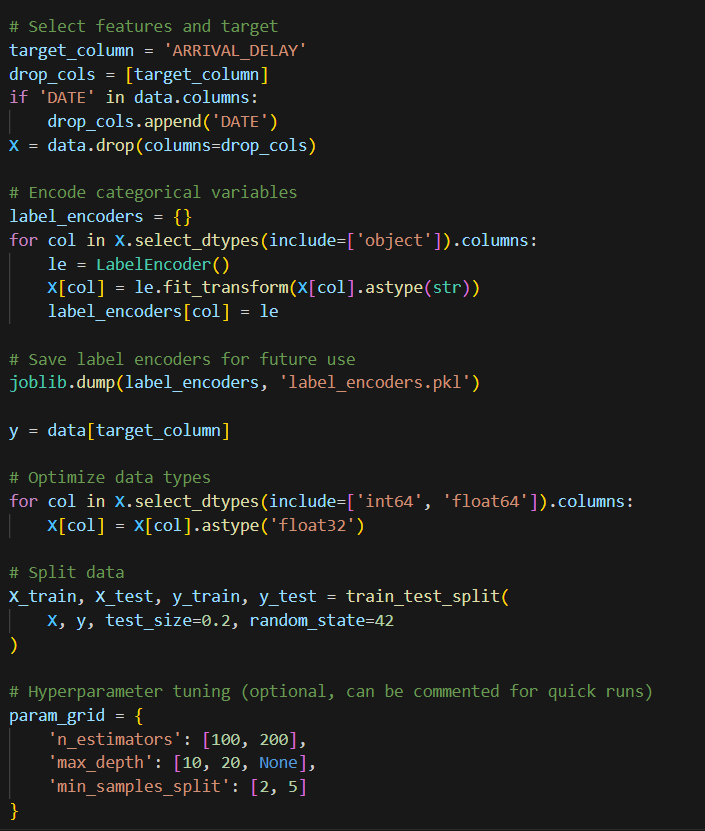 # Select features and target
target_column = 'ARRIVAL_DELAY'
drop_cols = [target_column]
if 'DATE' in data.columns:
    drop_cols.append('DATE')
X = data.drop(columns=drop_cols)

# Encode categorical variables
label_encoders = {}
for col in X.select_dtypes(include=['object']).columns:
    le = LabelEncoder()
    X[col] = le.fit_transform(X[col].astype(str))
    label_encoders[col] = le

# Save label encoders for future use
joblib.dump(label_encoders, 'label_encoders.pkl')

y = data[target_column]

# Optimize data types
for col in X.select_dtypes(include=['int64', 'float64']).columns:
    X[col] = X[col].astype('float32')

# Split data
X_train, X_test, y_train, y_test = train_test_split(
    X, y, test_size=0.2, random_state=42
)

# Hyperparameter tuning (optional, can be commented for quick runs)
param_grid = {
    'n_estimators': [100, 200],
    'max_depth': [10, 20, None],
    'min_samples_split': [2, 5]
}